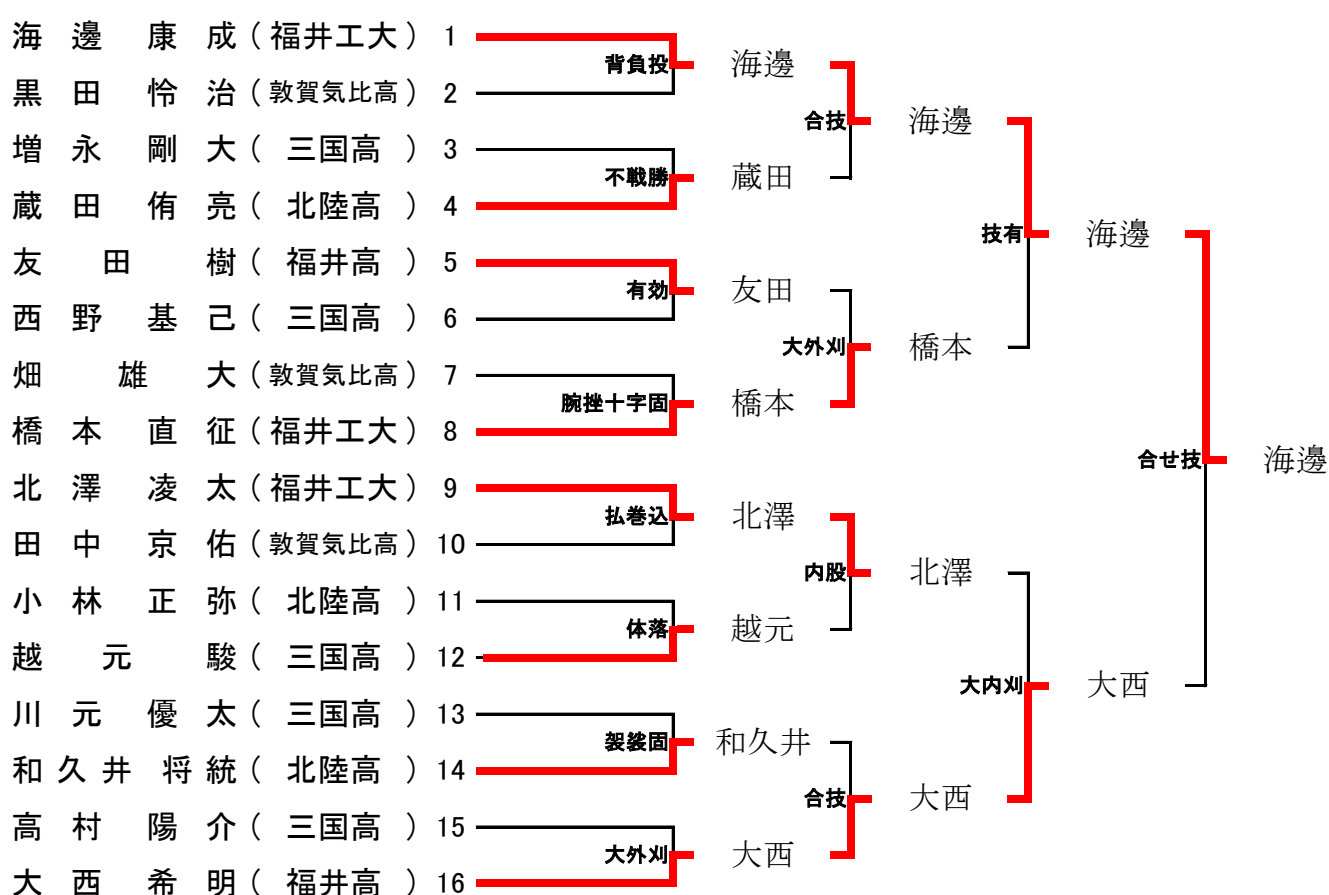 海邊康成(福井工大) 1
背負投 海邊
黒田怜治(敦賀気比高) 2
合技 海邊
増永剛大(三国高) 3
不戦勝 蔵田
蔵田侑亮(北陸高) 4
技有 海邊
友田樹(福井高) 5
有効 友田
西野基己(三国高) 6
大外刈 橋本
畑雄大(敦賀気比高) 7
腕挫十字固 橋本
橋本直征(福井工大) 8
合せ技 海邊
北澤凌太(福井工大) 9
払巻込 北澤
田中京佑(敦賀気比高) 10
内股 北澤
小林正弥(北陸高) 11
体落 越元
越元駿(三国高) 12
大内刈 大西
川元優太(三国高) 13
袈裟固 和久井
和久井将統(北陸高) 14
合技 大西
高村陽介(三国高) 15
大外刈 大西
大西希明(福井高) 16